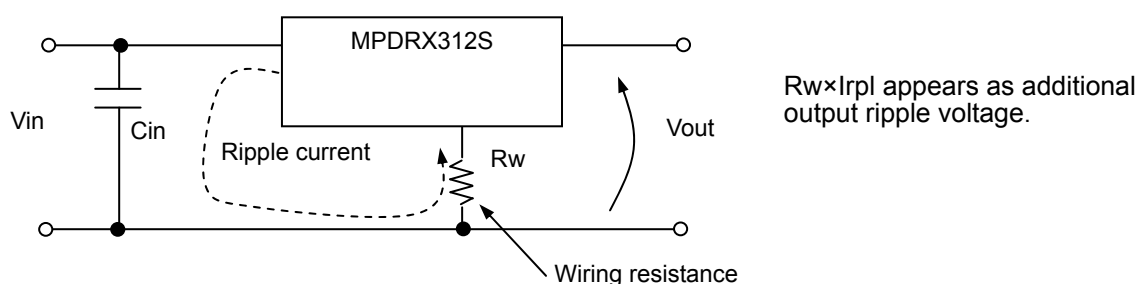 MPDRX312S
Rw×Irpl appears as additional
output ripple voltage.
Vin
Cin
Vout
Ripple current
Rw
Wiring resistance